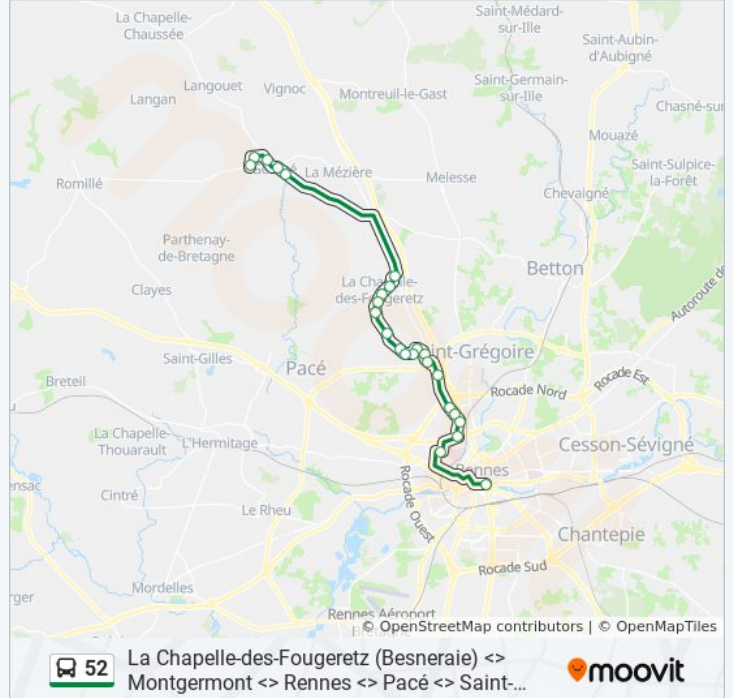 La Chapelle-
Chaussée
Saint-Médard-
sur-Ille
Saint-Aubin-
d'Aubigné
Langouet
Vignoc
Saint-Germain-
sur-Ille
Langan
Montreuil-le-Gast
Chasné-sur
Mouazé
La Mézière
Melesse
Saint-Sulpice-
la-Forêt
Romillé
Chevaigné
Parthenay-
de-Bretagne
Betton
Clayes
La Chapelle-
des-Fougeretz
Autoroute de
Saint-Gilles
Pacé
Saint-Grégoire
Breteil
Rocade Nord
Rocade Est
La Chapelle-
Thouarault
L'Hermitage
Cesson-Sévigné
Rennes
Cintré
Rocade Ouest
Le Rheu
Chantepie
Rocade Sud
Mordelles
Rennes Aéroport
© OpenStreetMap contributors | © OpenMapTiles
52
La Chapelle-des-Fougeretz (Besneraie) <>
Montgermont <> Rennes <> Pacé <> Saint-...
moovit